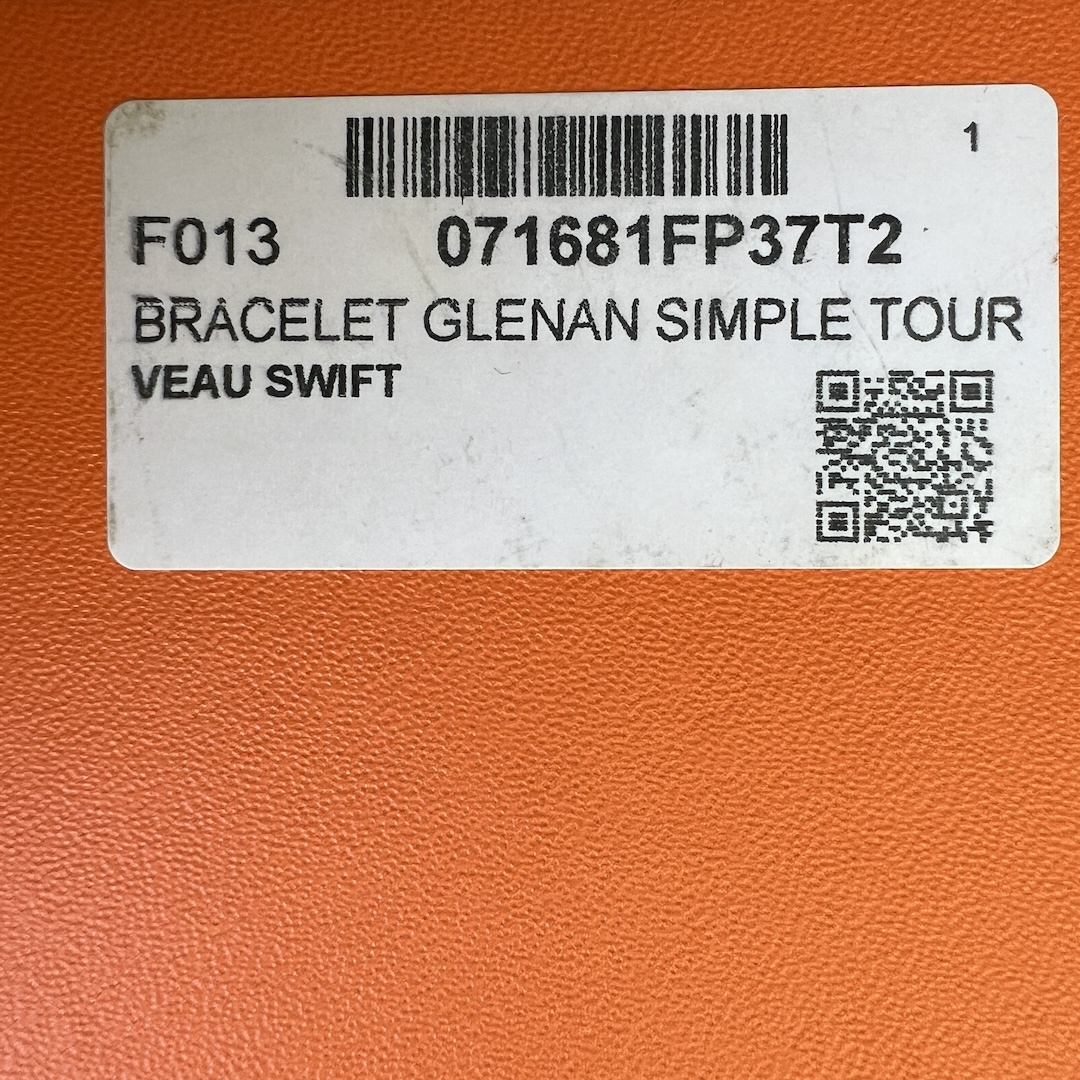 1
F013 071681FP37T2
BRACELET GLENAN SIMPLE TOUR
VEAU SWIFT